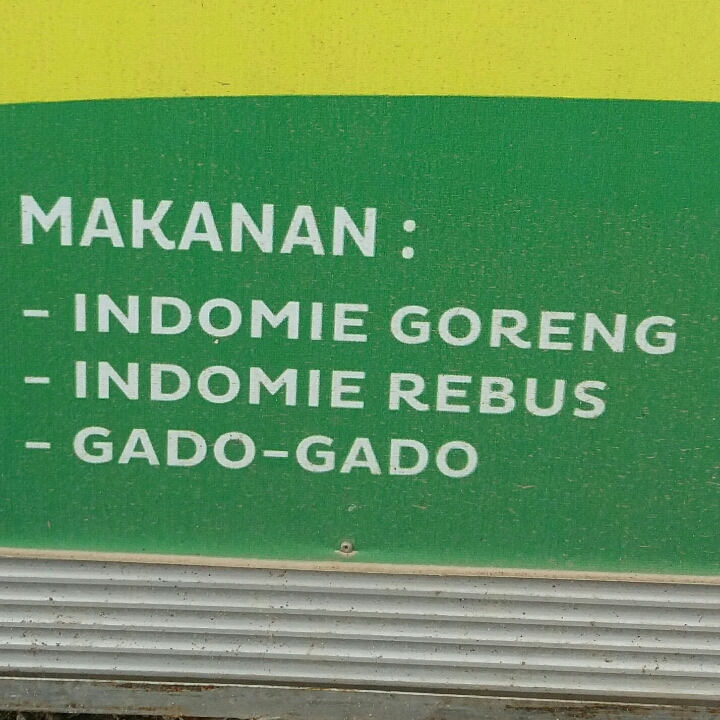 MAKANAN :
- INDOMIE GORENG
- INDOMIE REBUS
- GADO-GADO